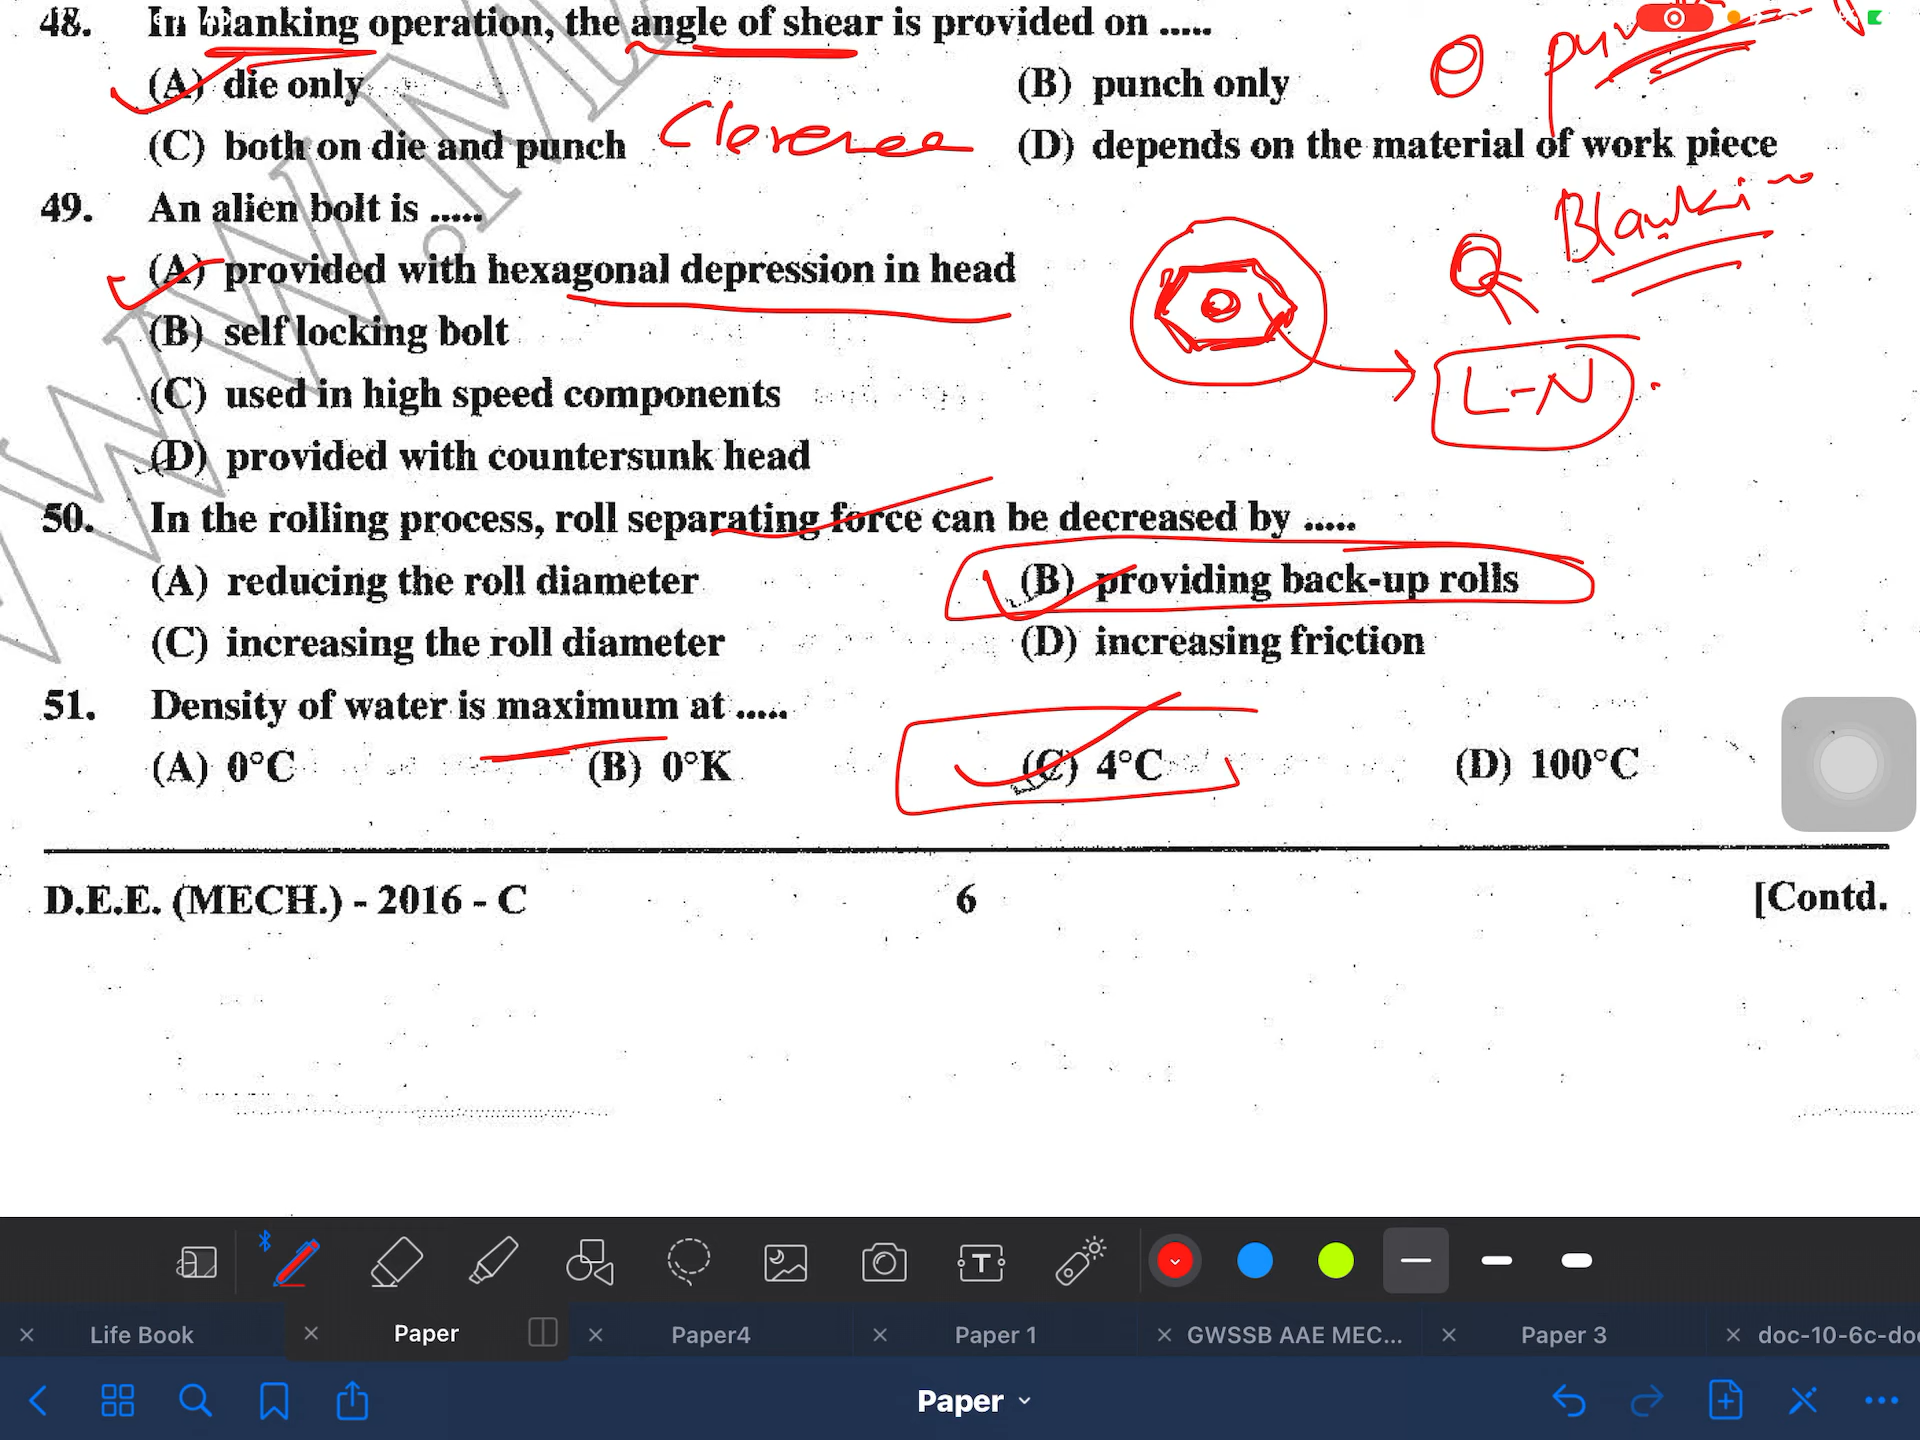 48. In blanking operation, the angle of shear is provided on .....
(A) die only (B) punch only
(C) both on die and punch (D) depends on the material of work piece
49. An alien bolt is .....
(A) provided with hexagonal depression in head
(B) self locking bolt
(C) used in high speed components
(D) provided with countersunk head
L-N
50. In the rolling process, roll separating force can be decreased by .....
(A) reducing the roll diameter (B) providing back-up rolls
(C) increasing the roll diameter (D) increasing friction
51. Density of water is maximum at .....
(A) 0°C (B) 0°K (C) 4°C (D) 100°C
D.E.E. (MECH.) - 2016 - C 6 [Contd.
Life Book Paper Paper4 Paper 1 GWSSB AAE MEC... Paper 3 doc-10-6c-doc
Paper